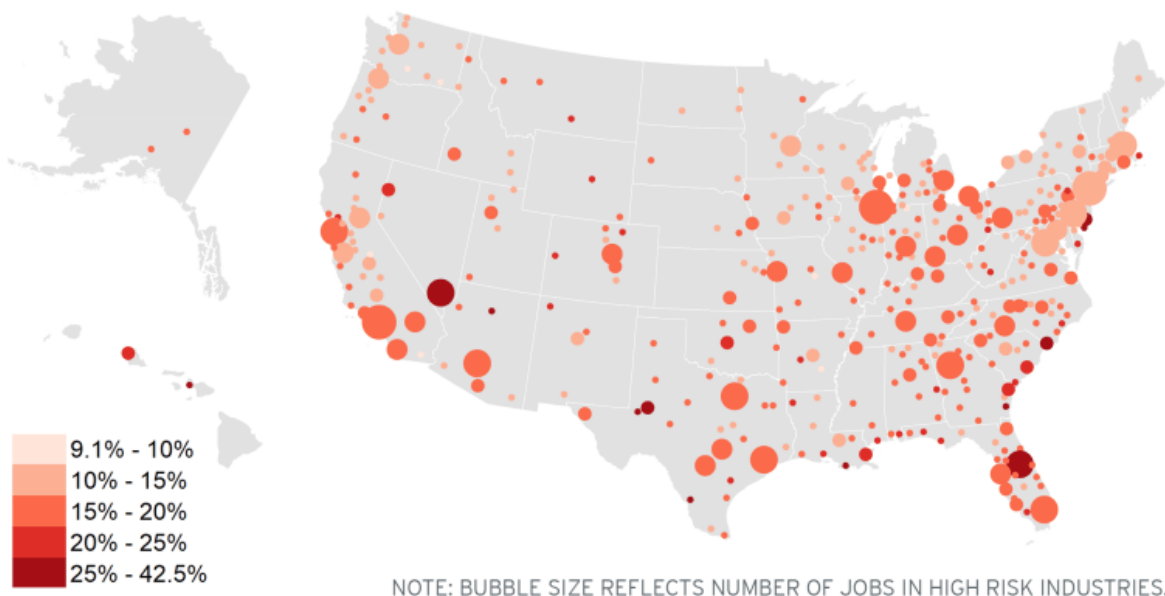 9.1% - 10%
10% - 15%
15% - 20%
20% - 25%
25% - 42.5%
NOTE: BUBBLE SIZE REFLECTS NUMBER OF JOBS IN HIGH RISK INDUSTRIES.